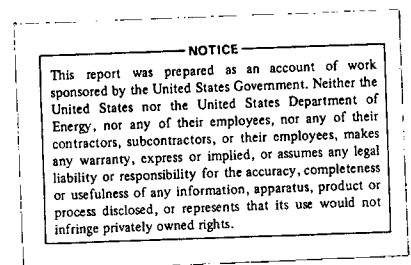 NOTICE
This report was prepared as an account of work
sponsored by the United States Government. Neither the
United States nor the United States Department of
Energy, nor any of their employees, nor any of their
contractors, subcontractors, or their employees, makes
any warranty, express or implied, or assumes any legal
liability or responsibility for the accuracy, completeness
or usefulness of any information, apparatus, product or
process disclosed, or represents that its use would not
infringe privately owned rights.